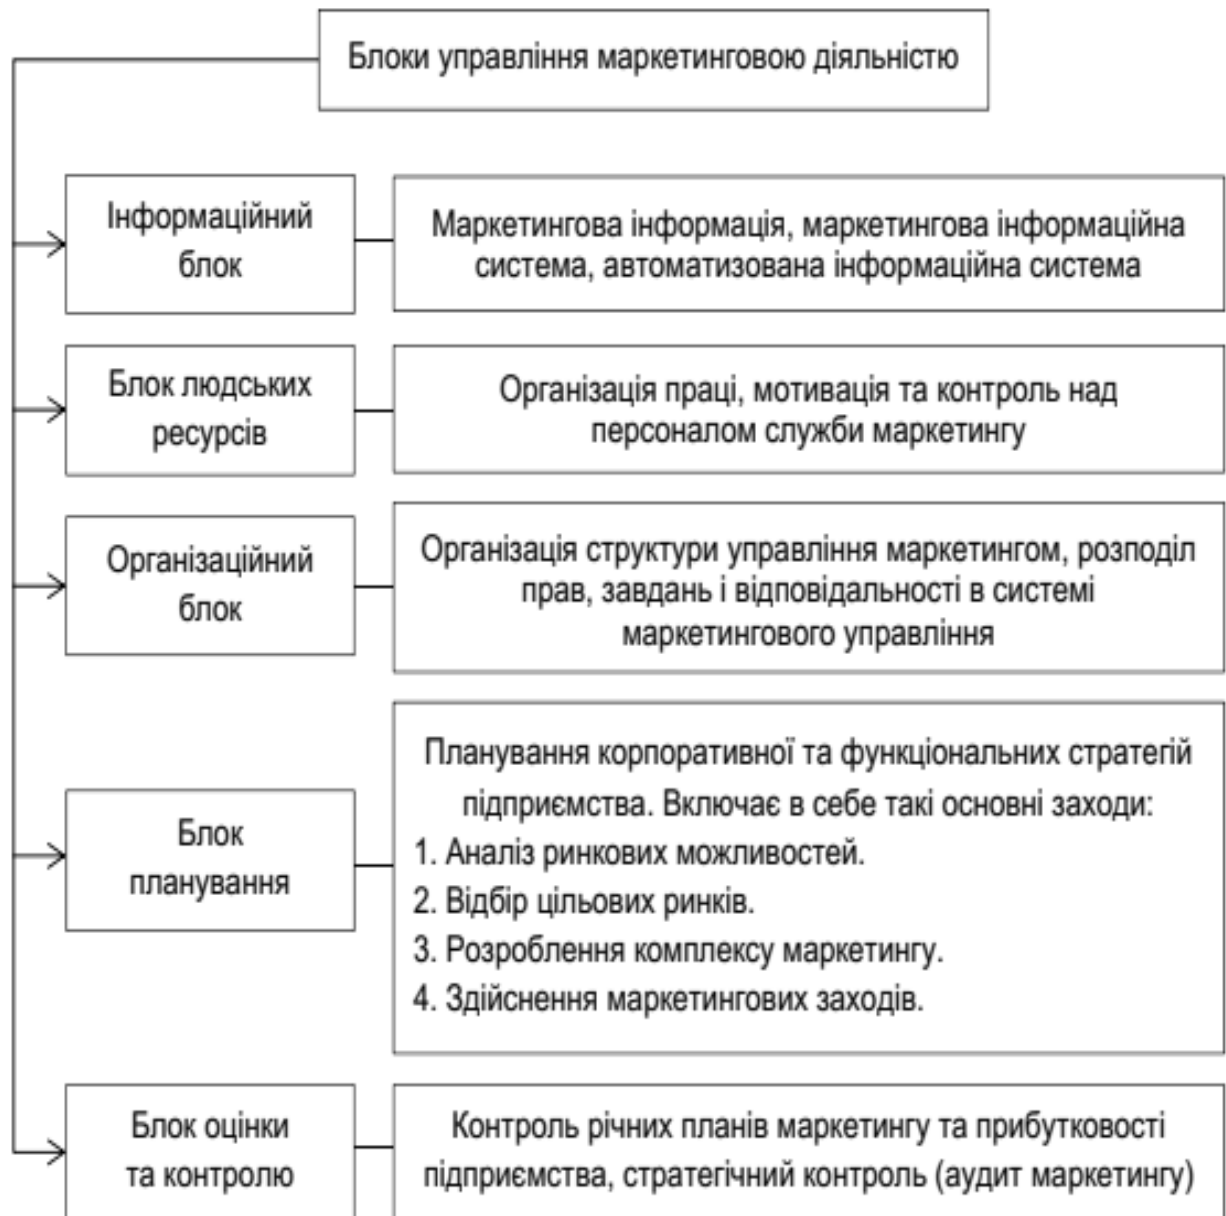 Блоки управління маркетинговою діяльністю
Інформаційний
блок
Маркетингова інформація, маркетингова інформаційна
система, автоматизована інформаційна система
Блок людських
ресурсів
Організація праці, мотивація та контроль над
персоналом служби маркетингу
Організаційний
блок
Організація структури управління маркетингом, розподіл
прав, завдань і відповідальності в системі
маркетингового управління
Блок
планування
Планування корпоративної та функціональних стратегій
підприємства. Включає в себе такі основні заходи:
1. Аналіз ринкових можливостей.
2. Відбір цільових ринків.
3. Розроблення комплексу маркетингу.
4. Здійснення маркетингових заходів.
Блок оцінки
та контролю
Контроль річних планів маркетингу та прибутковості
підприємства, стратегічний контроль (аудит маркетингу)